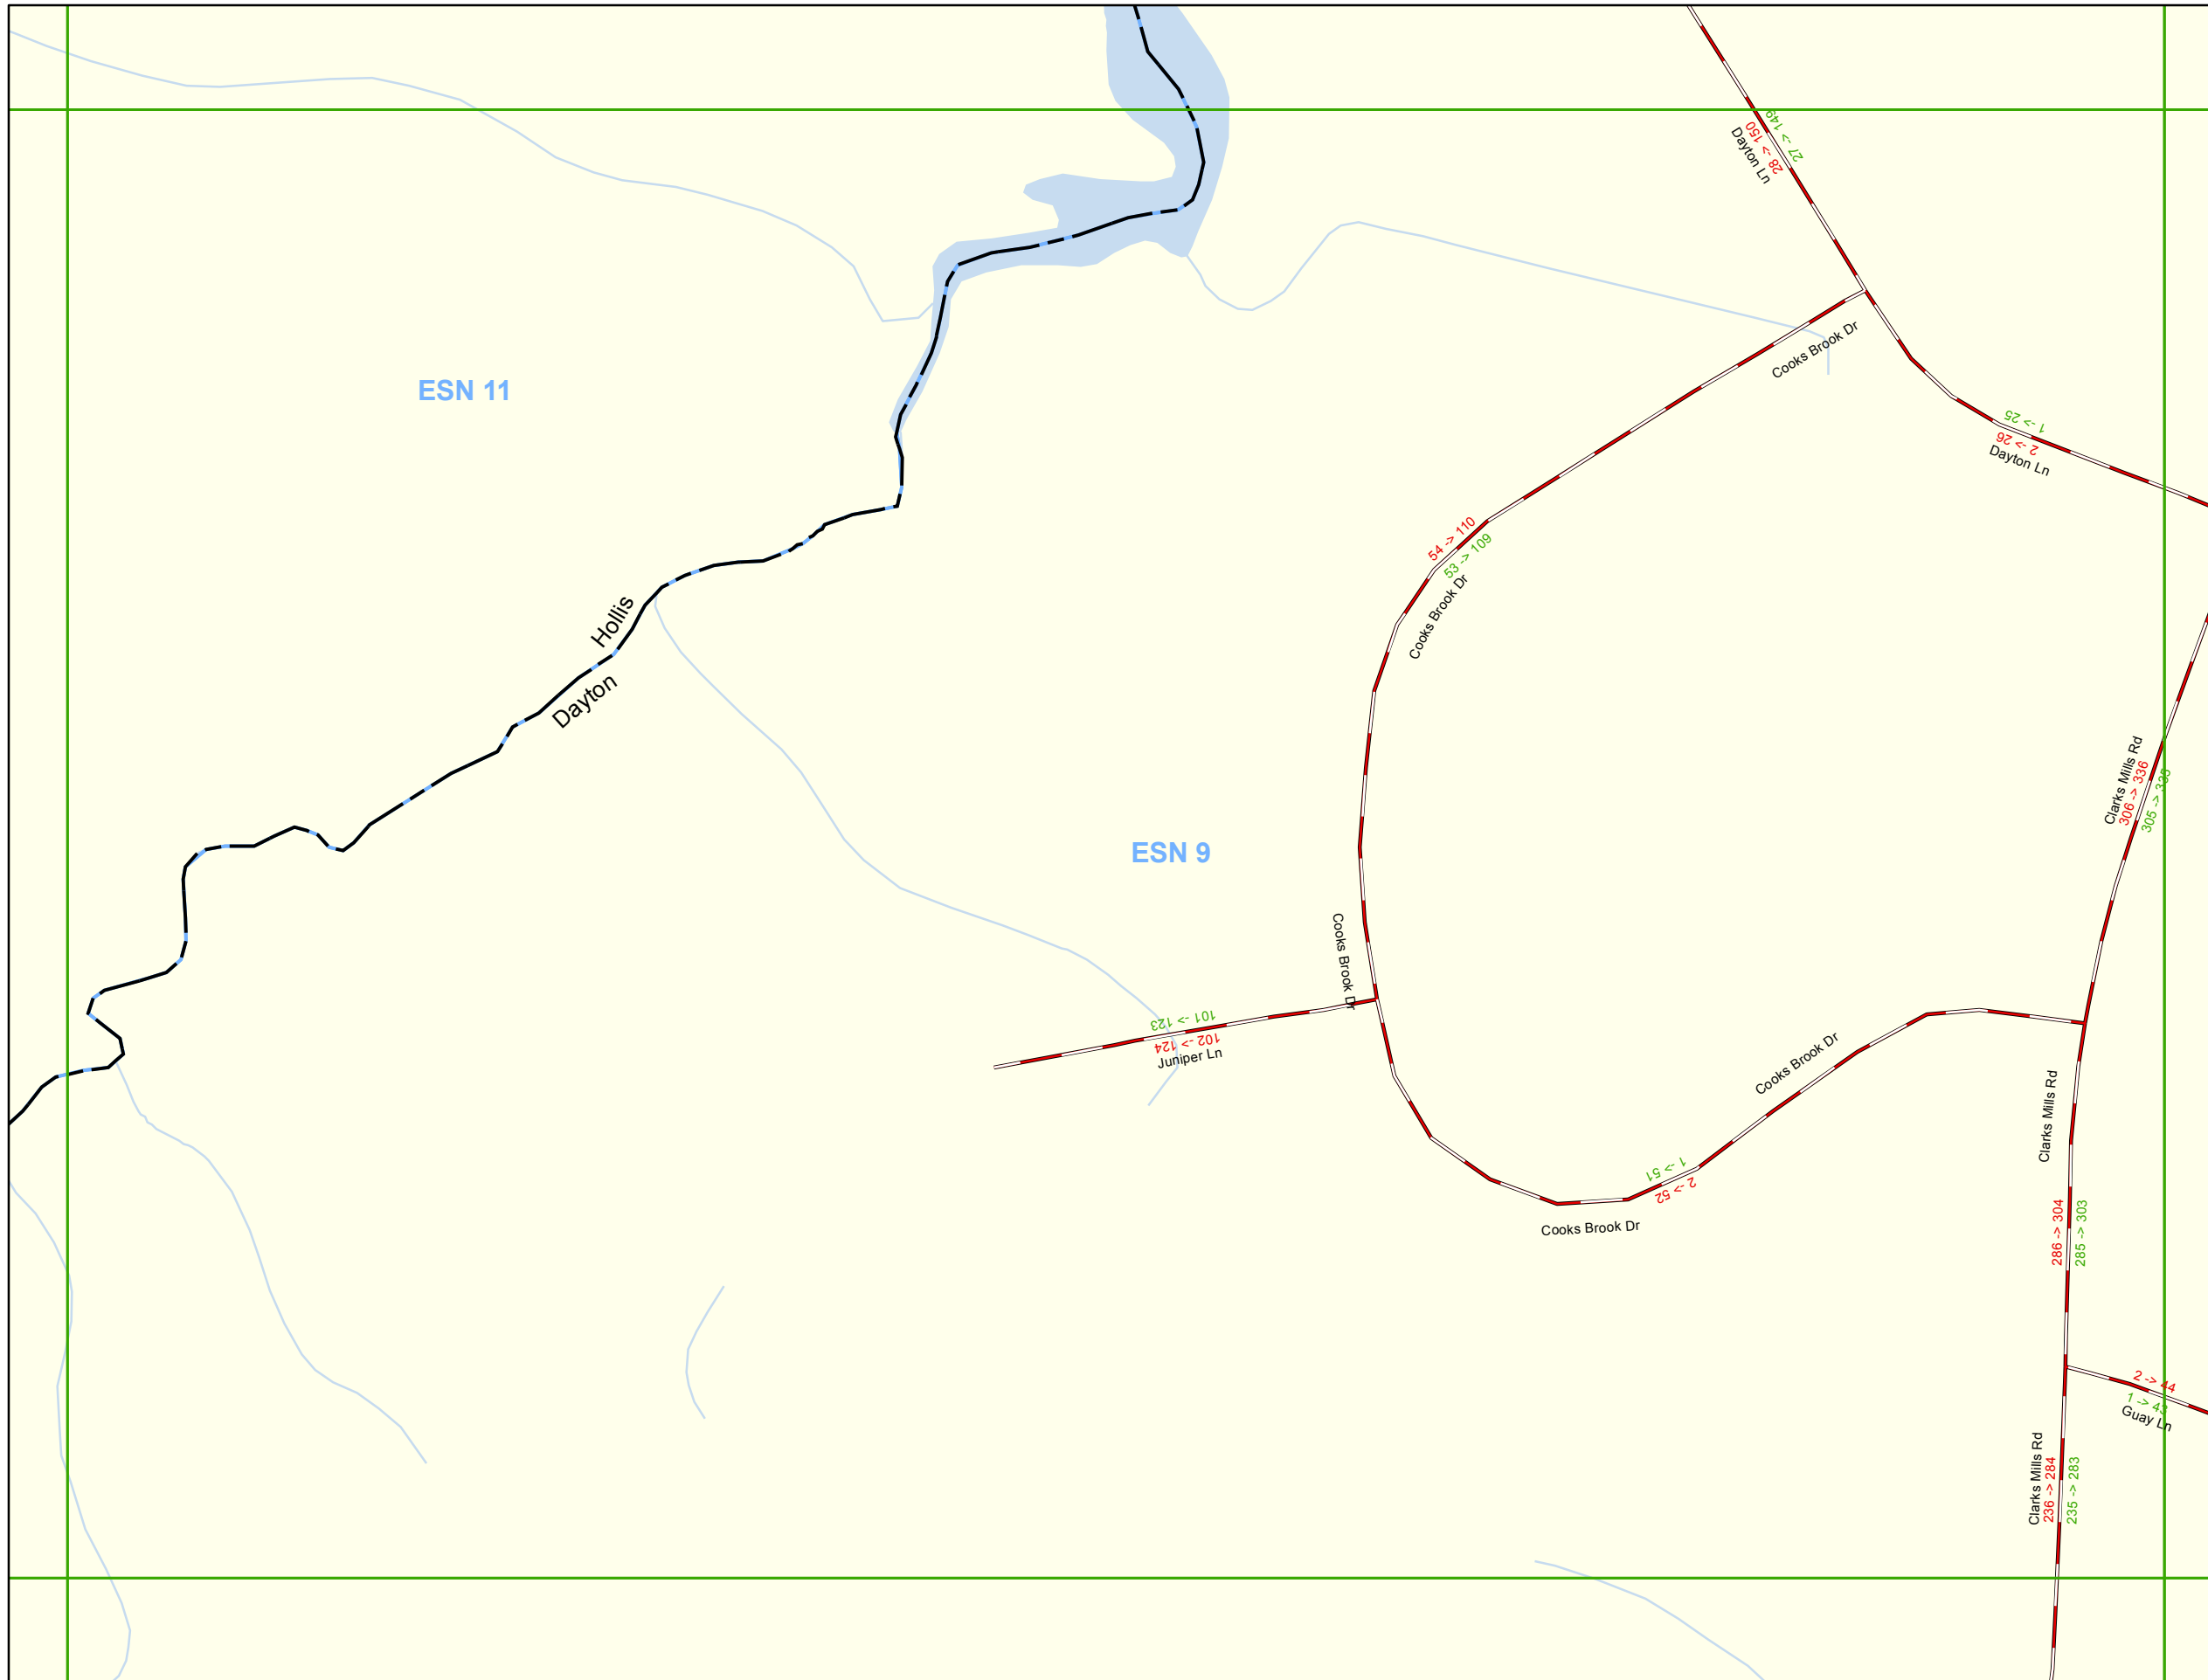 27 -> 149
28 -> 150
Dayton Ln
Cooks Brook Dr
ESN 11
1 -> 25
2 -> 26
Dayton Ln
54 -> 110
53 -> 109
Cooks Brook Dr
Hollis
Dayton
Clarks Mills Rd
306 -> 336
305 -> 335
ESN 9
Cooks Brook Dr
101 -> 123
102 -> 124
Juniper Ln
Cooks Brook Dr
Clarks Mills Rd
1 -> 51
2 -> 52
Cooks Brook Dr
286 -> 304
285 -> 303
2 -> 44
1 -> 43
Guay Ln
Clarks Mills Rd
236 -> 284
235 -> 283